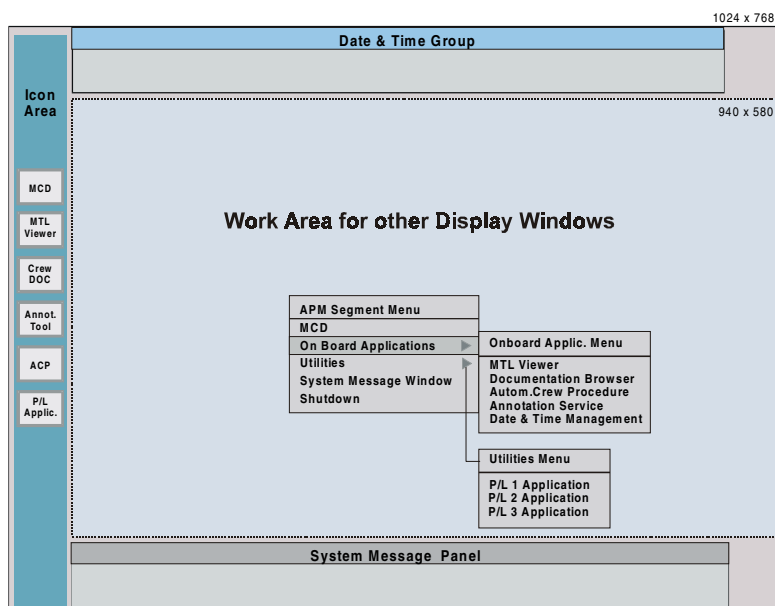 1024 x 768
Date & Time Group
Icon
Area
940 x 580
MCD
MTL
Viewer
Crew
DOC
Annot.
Tool
ACP
P/L
Applic.
Work Area for other Display Windows
APM Segment Menu
MCD
On Board Applications
Utilities
System Message Window
Shutdown
Onboard Applic. Menu
MTL Viewer
Documentation Browser
Autom.Crew Procedure
Annotation Service
Date & Time Management
Utilities Menu
P/L 1 Application
P/L 2 Application
P/L 3 Application
System Message Panel